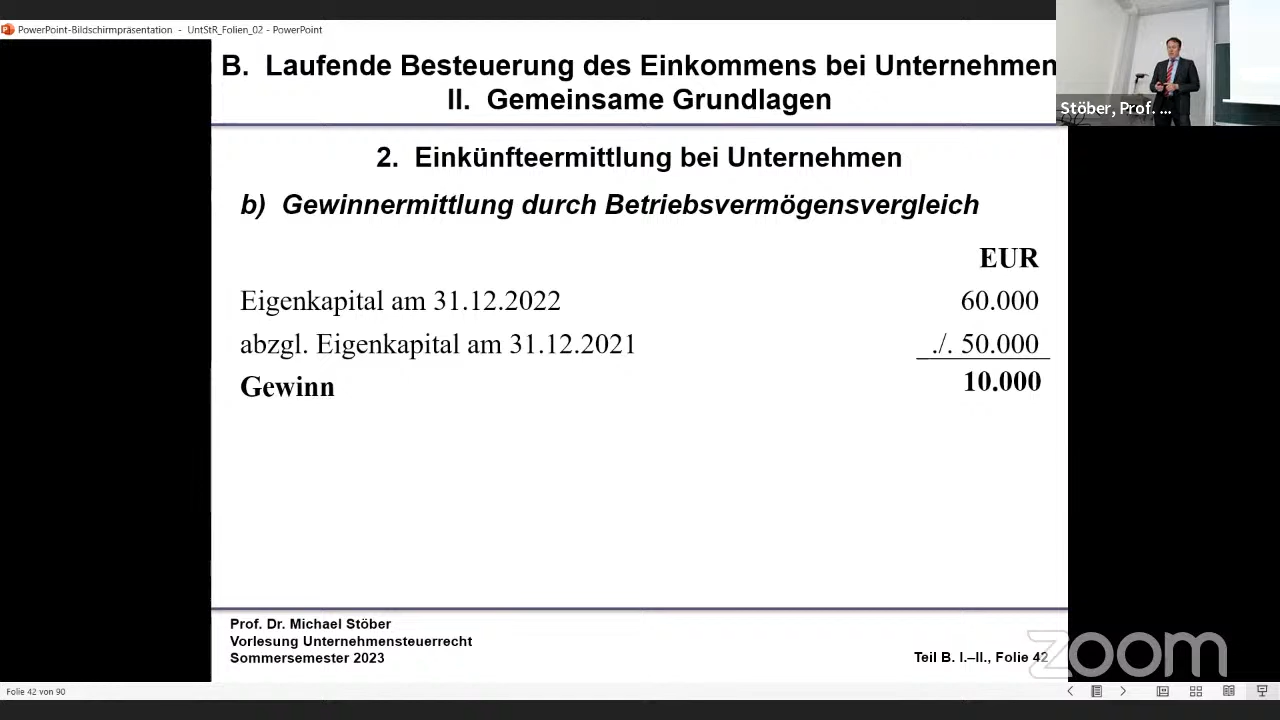 PowerPoint-Bildschirmpräsentation - UntStR_Folien_02 - PowerPoint
B. Laufende Besteuerung des Einkommens bei Unternehmen
II. Gemeinsame Grundlagen
Stöber, Prof. ...
2. Einkünfteermittlung bei Unternehmen
b) Gewinnermittlung durch Betriebsvermögensvergleich
EUR
Eigenkapital am 31.12.2022 60.000
abzgl. Eigenkapital am 31.12.2021 ./. 50.000
Gewinn 10.000
Prof. Dr. Michael Stöber
Vorlesung Unternehmensteuerrecht
Sommersemester 2023
Teil B. I.–II., Folie 42
zoom
Folie 42 von 90